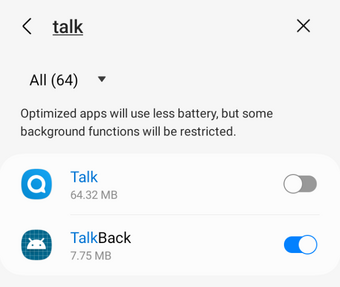 talk
All (64)
Optimized apps will use less battery, but some
background functions will be restricted.
Talk
64.32 MB
TalkBack
7.75 MB